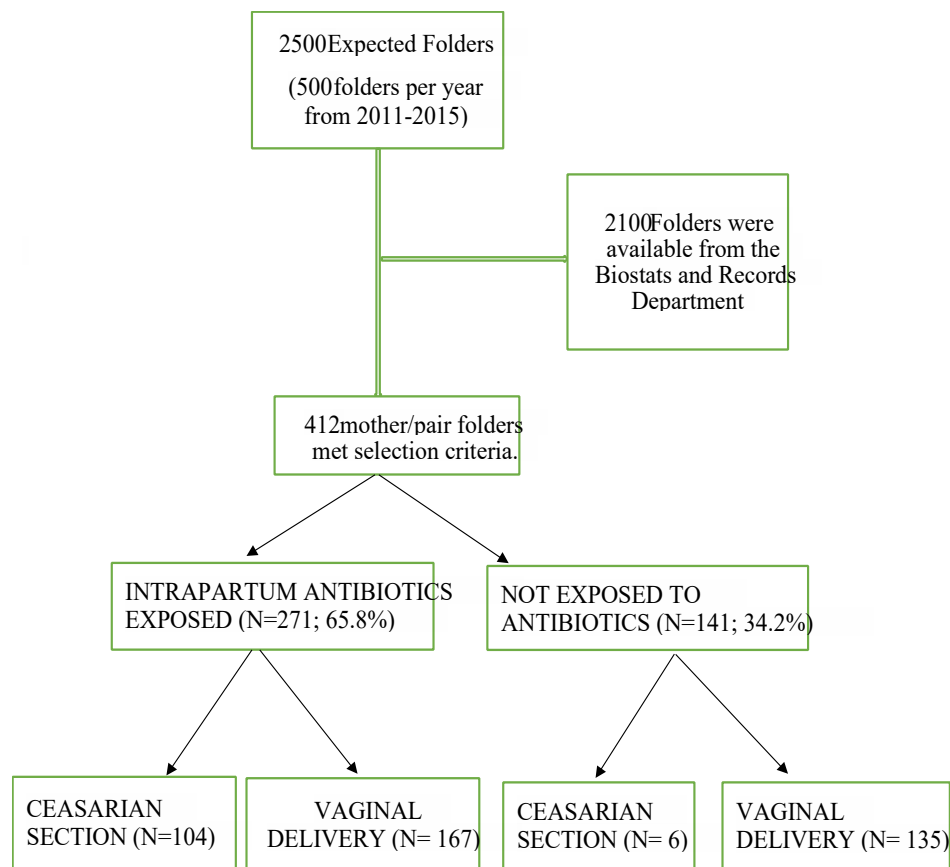 2500Expected Folders
(500folders per year
from 2011-2015)
2100Folders were
available from the
Biostats and Records
Department
412mother/pair folders
met selection criteria.
INTRAPARTUM ANTIBIOTICS
EXPOSED (N=271; 65.8%)
NOT EXPOSED TO
ANTIBIOTICS (N=141; 34.2%)
CEASARIAN
SECTION (N=104)
VAGINAL
DELIVERY (N= 167)
CEASARIAN
SECTION (N= 6)
VAGINAL
DELIVERY (N= 135)